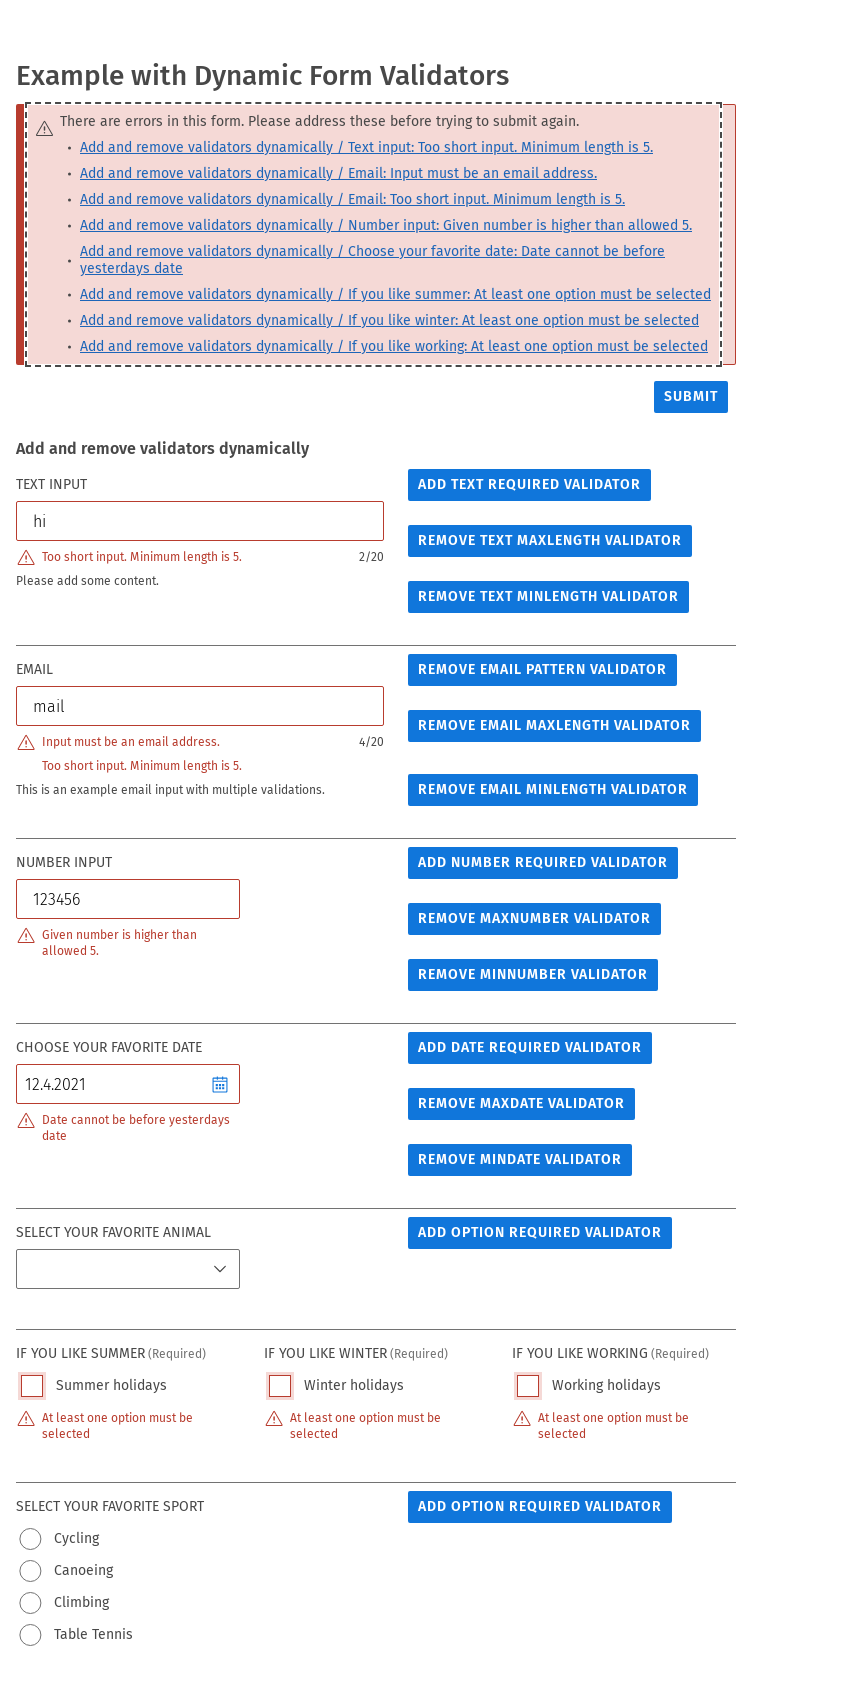 Example with Dynamic Form Validators
There are errors in this form. Please address these before trying to submit again.
Add and remove validators dynamically / Text input: Too short input. Minimum length is 5.
Add and remove validators dynamically / Email: Input must be an email address.
Add and remove validators dynamically / Email: Too short input. Minimum length is 5.
Add and remove validators dynamically / Number input: Given number is higher than allowed 5.
Add and remove validators dynamically / Choose your favorite date: Date cannot be before
yesterdays date
Add and remove validators dynamically / If you like summer: At least one option must be selected
Add and remove validators dynamically / If you like winter: At least one option must be selected
Add and remove validators dynamically / If you like working: At least one option must be selected
SUBMIT
Add and remove validators dynamically
TEXT INPUT
hi
Too short input. Minimum length is 5. 2/20
Please add some content.
ADD TEXT REQUIRED VALIDATOR
REMOVE TEXT MAXLENGTH VALIDATOR
REMOVE TEXT MINLENGTH VALIDATOR
EMAIL
mail
Input must be an email address. 4/20
Too short input. Minimum length is 5.
This is an example email input with multiple validations.
REMOVE EMAIL PATTERN VALIDATOR
REMOVE EMAIL MAXLENGTH VALIDATOR
REMOVE EMAIL MINLENGTH VALIDATOR
NUMBER INPUT
123456
Given number is higher than
allowed 5.
ADD NUMBER REQUIRED VALIDATOR
REMOVE MAXNUMBER VALIDATOR
REMOVE MINNUMBER VALIDATOR
CHOOSE YOUR FAVORITE DATE
12.4.2021
Date cannot be before yesterdays
date
ADD DATE REQUIRED VALIDATOR
REMOVE MAXDATE VALIDATOR
REMOVE MINDATE VALIDATOR
SELECT YOUR FAVORITE ANIMAL
ADD OPTION REQUIRED VALIDATOR
IF YOU LIKE SUMMER (Required)
Summer holidays
At least one option must be
selected
IF YOU LIKE WINTER (Required)
Winter holidays
At least one option must be
selected
IF YOU LIKE WORKING (Required)
Working holidays
At least one option must be
selected
SELECT YOUR FAVORITE SPORT
Cycling
Canoeing
Climbing
Table Tennis
ADD OPTION REQUIRED VALIDATOR